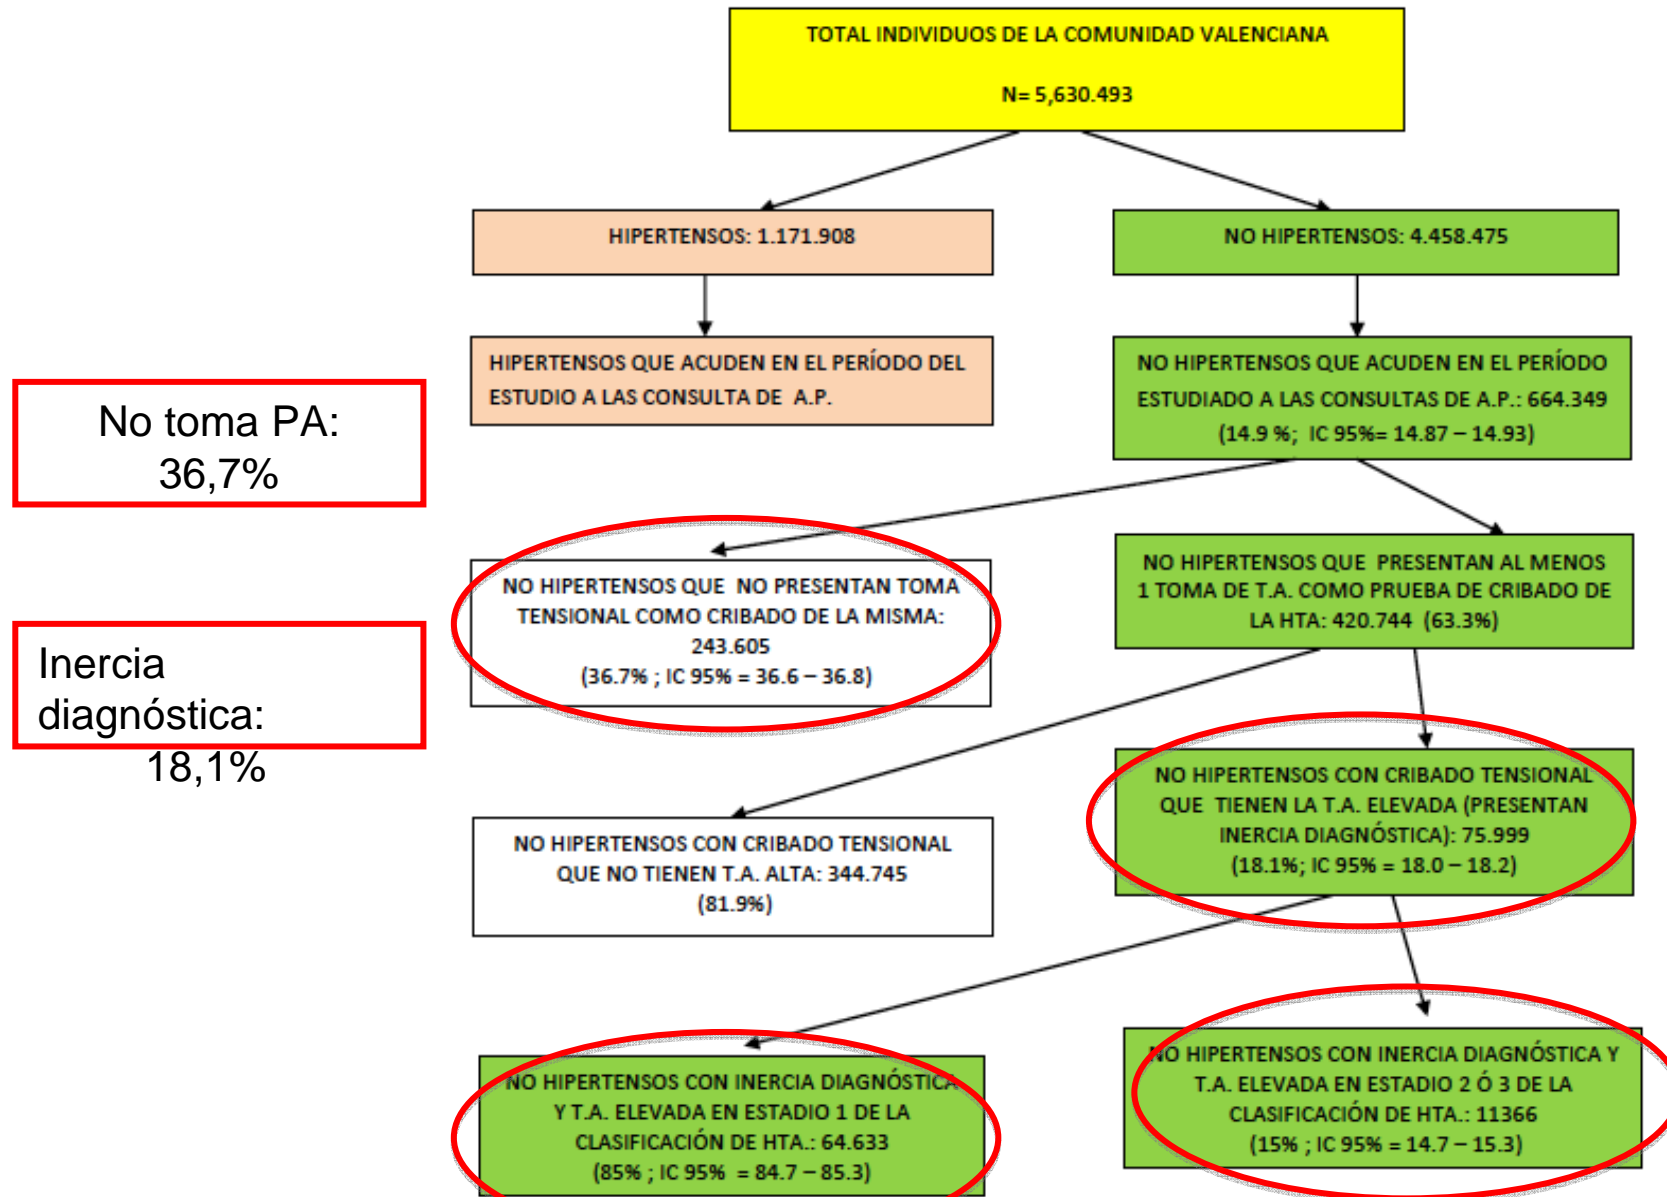 TOTAL INDIVIDUOS DE LA COMUNIDAD VALENCIANA
N= 5,630.493
HIPERTENSOS: 1.171.908
NO HIPERTENSOS: 4.458.475
HIPERTENSOS QUE ACUDEN EN EL PERÍODO DEL
ESTUDIO A LAS CONSULTA DE A.P.
NO HIPERTENSOS QUE ACUDEN EN EL PERÍODO
ESTUDIADO A LAS CONSULTAS DE A.P.: 664.349
(14.9 %; IC 95%= 14.87 – 14.93)
No toma PA:
36,7%
NO HIPERTENSOS QUE NO PRESENTAN TOMA
TENSIONAL COMO CRIBADO DE LA MISMA:
243.605
(36.7% ; IC 95% = 36.6 – 36.8)
NO HIPERTENSOS QUE PRESENTAN AL MENOS
1 TOMA DE T.A. COMO PRUEBA DE CRIBADO DE
LA HTA: 420.744 (63.3%)
Inercia
diagnóstica:
18,1%
NO HIPERTENSOS CON CRIBADO TENSIONAL
QUE NO TIENEN T.A. ALTA: 344.745
(81.9%)
NO HIPERTENSOS CON CRIBADO TENSIONAL
QUE TIENEN LA T.A. ELEVADA (PRESENTAN
INERCIA DIAGNÓSTICA): 75.999
(18.1%; IC 95% = 18.0 – 18.2)
NO HIPERTENSOS CON INERCIA DIAGNÓSTICA
Y T.A. ELEVADA EN ESTADIO 1 DE LA
CLASIFICACIÓN DE HTA.: 64.633
(85% ; IC 95% = 84.7 – 85.3)
NO HIPERTENSOS CON INERCIA DIAGNÓSTICA Y
T.A. ELEVADA EN ESTADIO 2 Ó 3 DE LA
CLASIFICACIÓN DE HTA.: 11366
(15% ; IC 95% = 14.7 – 15.3)